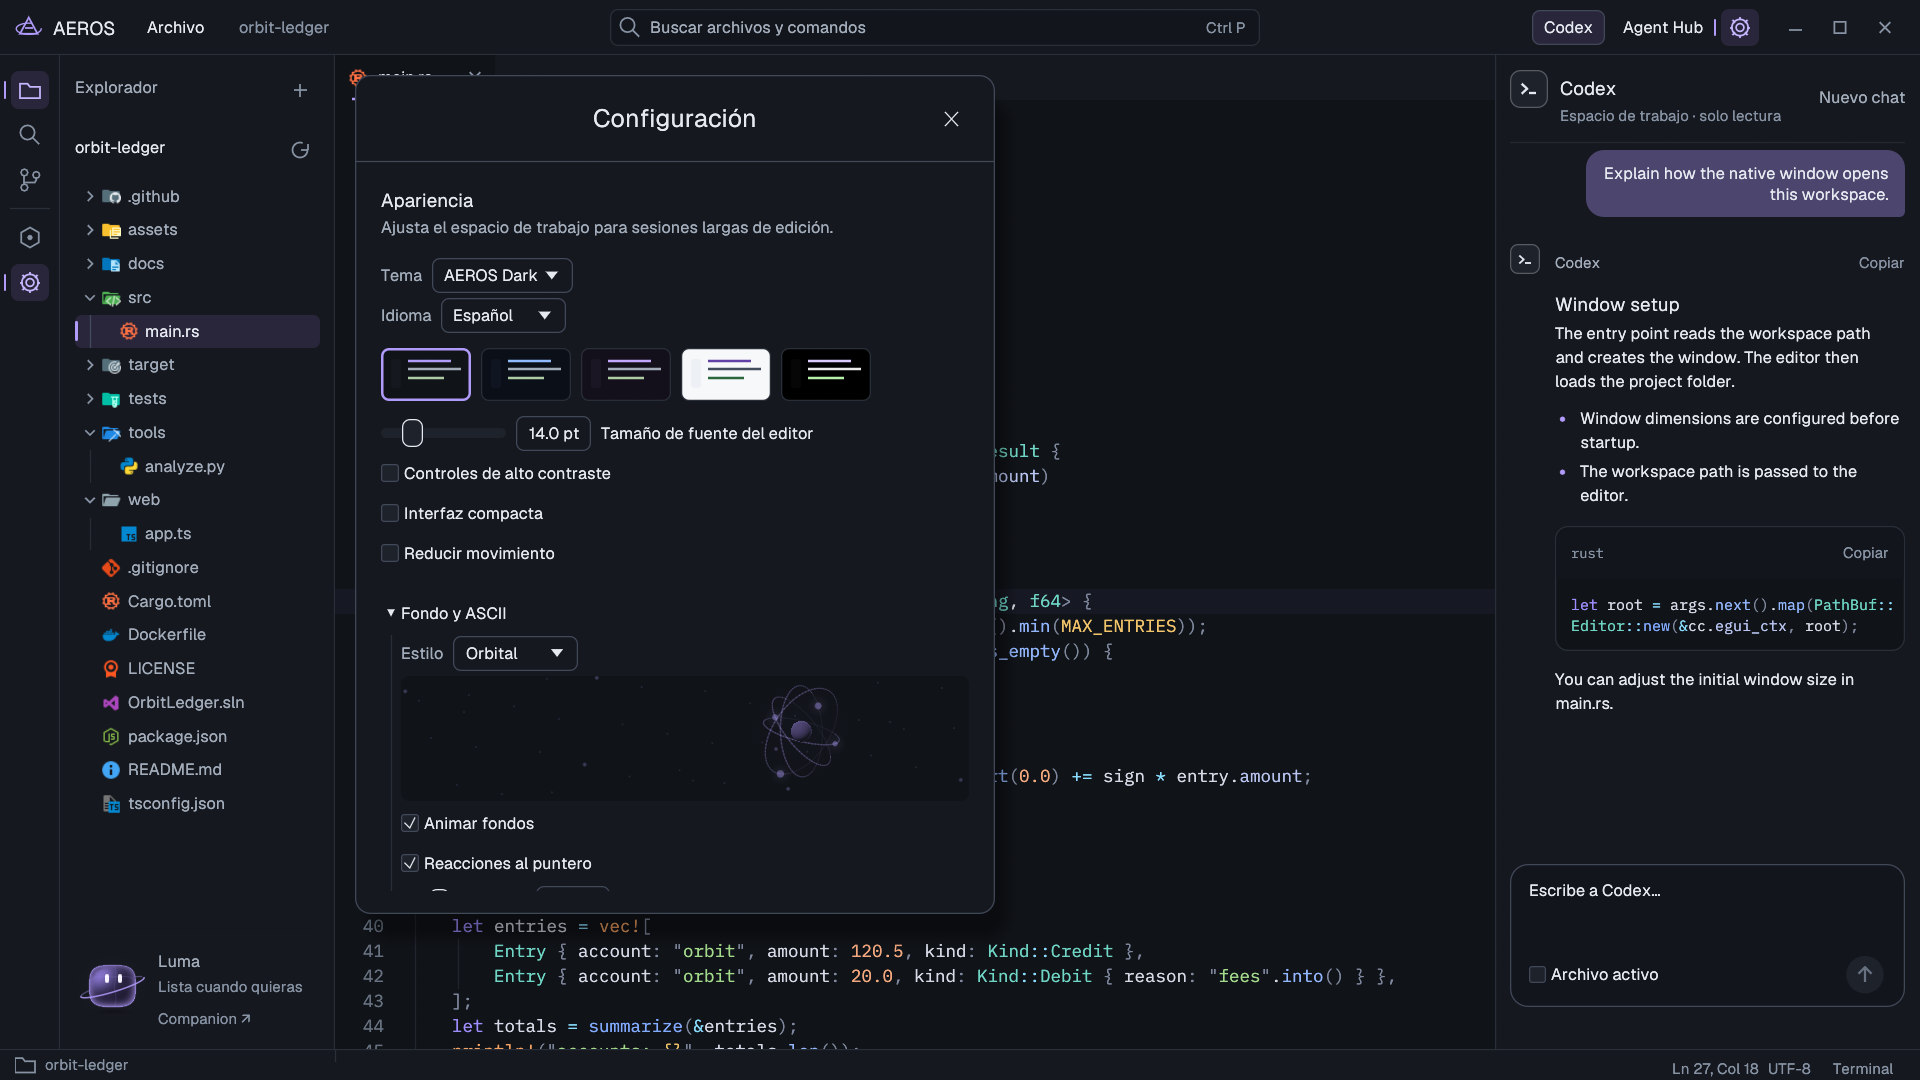 AEROS
Archivo
orbit-ledger
Buscar archivos y comandos
Ctrl P
Codex
Agent Hub
Explorador
orbit-ledger
.github
assets
docs
src
main.rs
target
tests
tools
analyze.py
web
app.ts
.gitignore
Cargo.toml
Dockerfile
LICENSE
OrbitLedger.sln
package.json
README.md
tsconfig.json
Luma
Lista cuando quieras
Companion ↗
Configuración
Apariencia
Ajusta el espacio de trabajo para sesiones largas de edición.
Tema AEROS Dark
Idioma Español
14.0 pt Tamaño de fuente del editor
Controles de alto contraste
Interfaz compacta
Reducir movimiento
Fondo y ASCII
Estilo Orbital
Animar fondos
Reacciones al puntero
{
)
, f64> {
).min(MAX_ENTRIES));
_empty()) {
(0.0) += sign * entry.amount;
40 let entries = vec![
41 Entry { account: "orbit", amount: 120.5, kind: Kind::Credit },
42 Entry { account: "orbit", amount: 20.0, kind: Kind::Debit { reason: "fees".into() } },
43 ];
44 let totals = summarize(&entries);
Codex
Espacio de trabajo · solo lectura
Nuevo chat
Explain how the native window opens
this workspace.
Codex
Copiar
Window setup
The entry point reads the workspace path
and creates the window. The editor then
loads the project folder.
• Window dimensions are configured before
startup.
• The workspace path is passed to the
editor.
rust
Copiar
let root = args.next().map(PathBuf::
Editor::new(&cc.egui_ctx, root);
You can adjust the initial window size in
main.rs.
Escribe a Codex…
Archivo activo
orbit-ledger
Ln 27, Col 18
UTF-8
Terminal